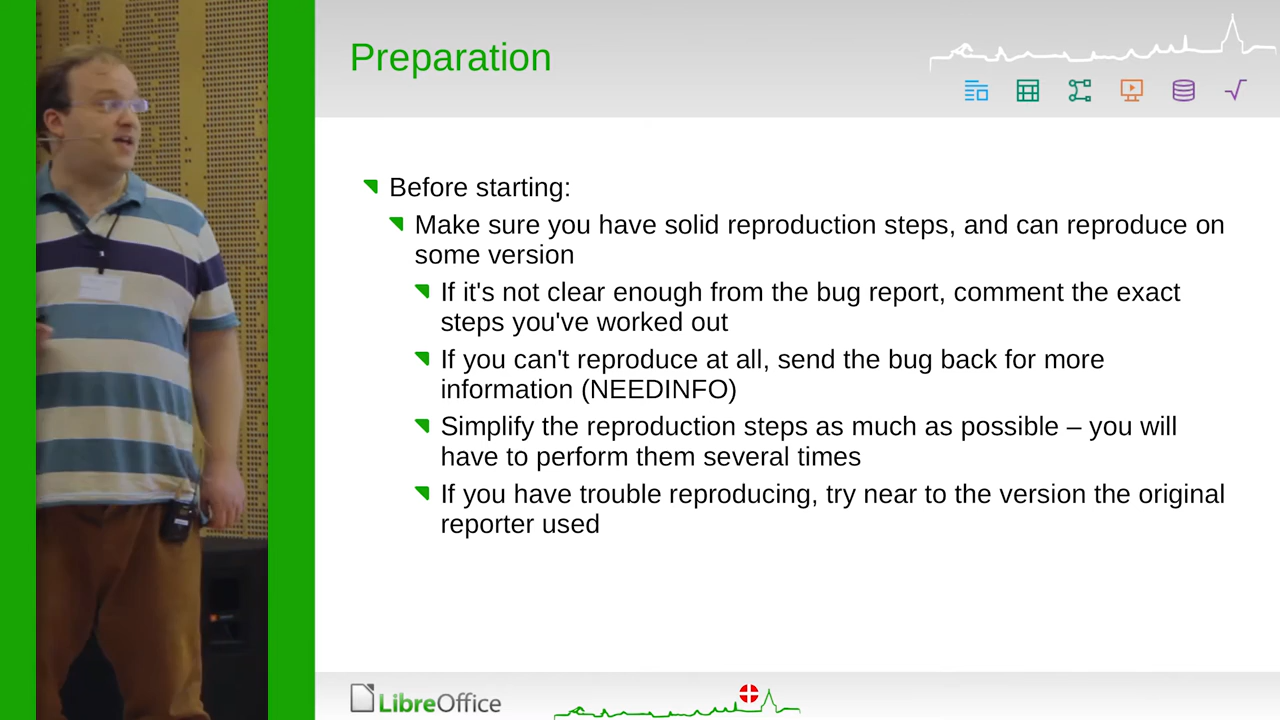 Preparation
Before starting:
Make sure you have solid reproduction steps, and can reproduce on
some version
If it's not clear enough from the bug report, comment the exact
steps you've worked out
If you can't reproduce at all, send the bug back for more
information (NEEDINFO)
Simplify the reproduction steps as much as possible – you will
have to perform them several times
If you have trouble reproducing, try near to the version the original
reporter used
LibreOffice